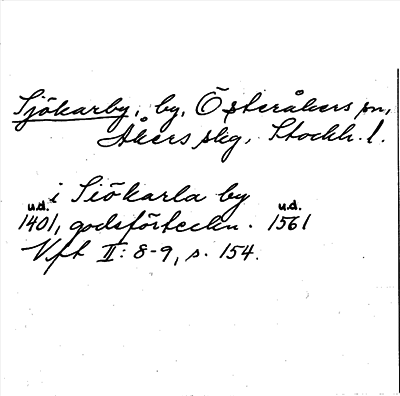 Sjökarby, by, Österåkers sn,
Åkers skg, Stockh. l.
i Siökarla by
u.d. u.d.
1401, godsförteckn. 1561
Vft II: 8-9, s. 154.